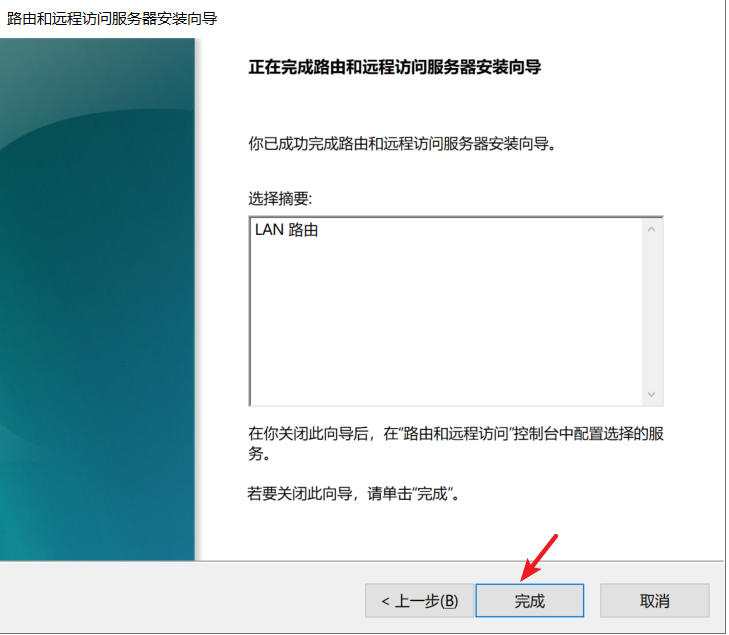 路由和远程访问服务器安装向导
正在完成路由和远程访问服务器安装向导
你已成功完成路由和远程访问服务器安装向导。
选择摘要:
LAN 路由
在你关闭此向导后，在“路由和远程访问”控制台中配置选择的服
务。
若要关闭此向导，请单击“完成”。
< 上一步(B)
完成
取消